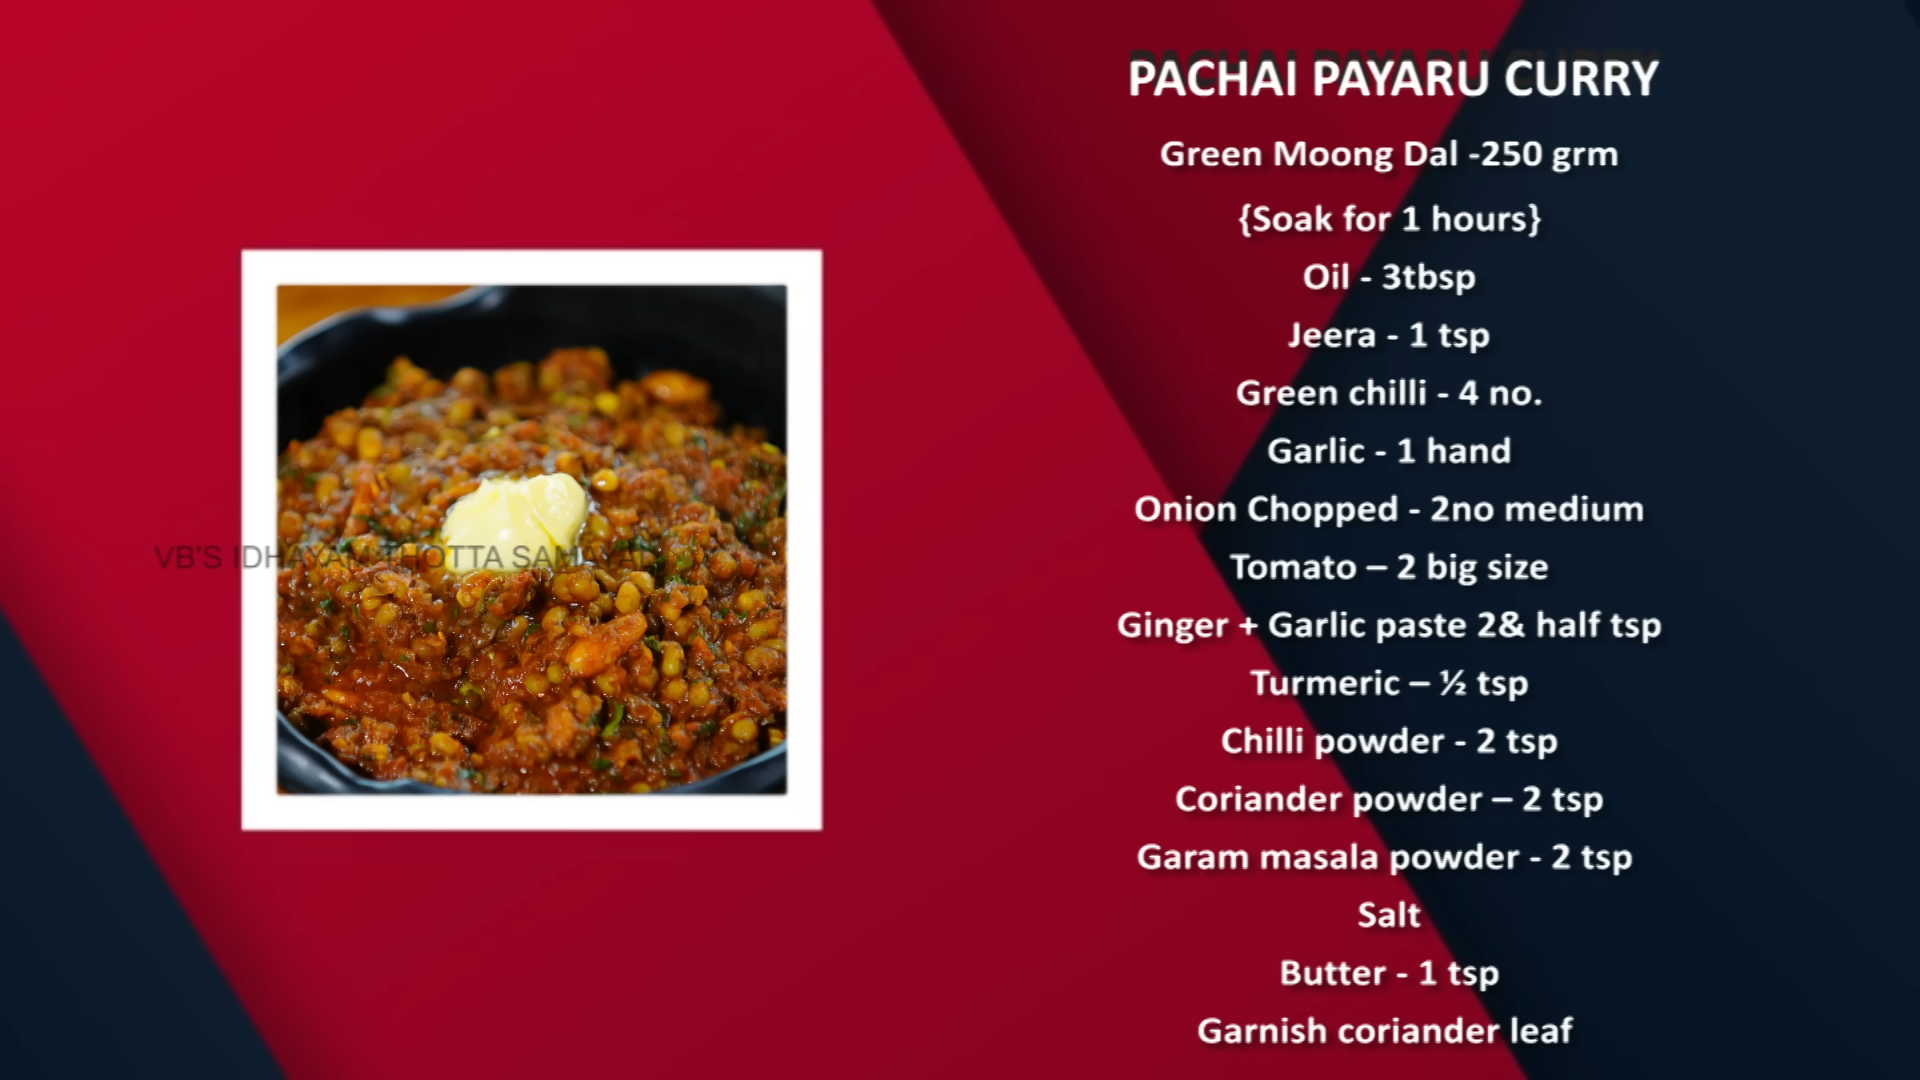 PACHAI PAYARU CURRY
Green Moong Dal -250 grm
{Soak for 1 hours}
Oil - 3tbsp
Jeera - 1 tsp
Green chilli - 4 no.
Garlic - 1 hand
Onion Chopped - 2no medium
Tomato – 2 big size
Ginger + Garlic paste 2& half tsp
Turmeric – ½ tsp
Chilli powder - 2 tsp
Coriander powder – 2 tsp
Garam masala powder - 2 tsp
Salt
Butter - 1 tsp
Garnish coriander leaf
VB'S IDHAYAM THOTTA SAMAYAL